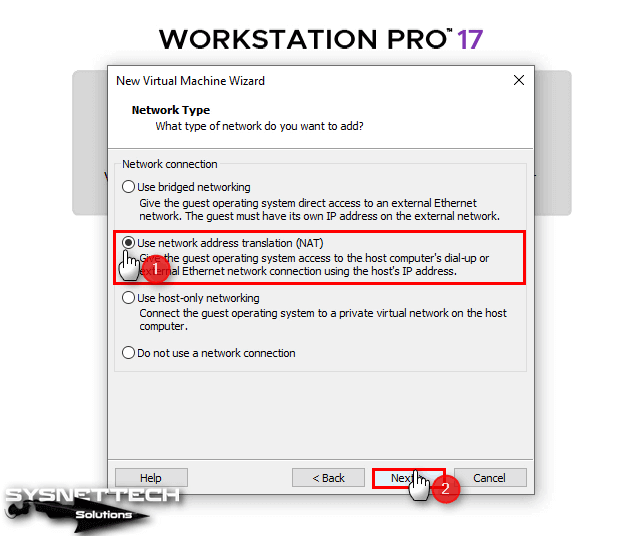 WORKSTATION PRO™ 17
New Virtual Machine Wizard
Network Type
What type of network do you want to add?
Network connection
Use bridged networking
Give the guest operating system direct access to an external Ethernet
network. The guest must have its own IP address on the external network.
Use network address translation (NAT)
Give the guest operating system access to the host computer's dial-up or
external Ethernet network connection using the host's IP address.
1
Use host-only networking
Connect the guest operating system to a private virtual network on the host
computer.
Do not use a network connection
Help
< Back
Next
Cancel
2
SYSNETTECH
Solutions